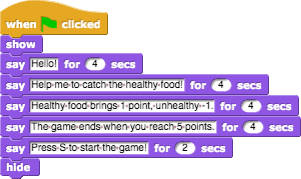 when clicked
show
say Hello! for 4 secs
say Help me to catch the healthy food! for 4 secs
say Healthy food brings 1 point, unhealthy -1. for 4 secs
say The game ends when you reach 5 points. for 4 secs
say Press S to start the game! for 2 secs
hide